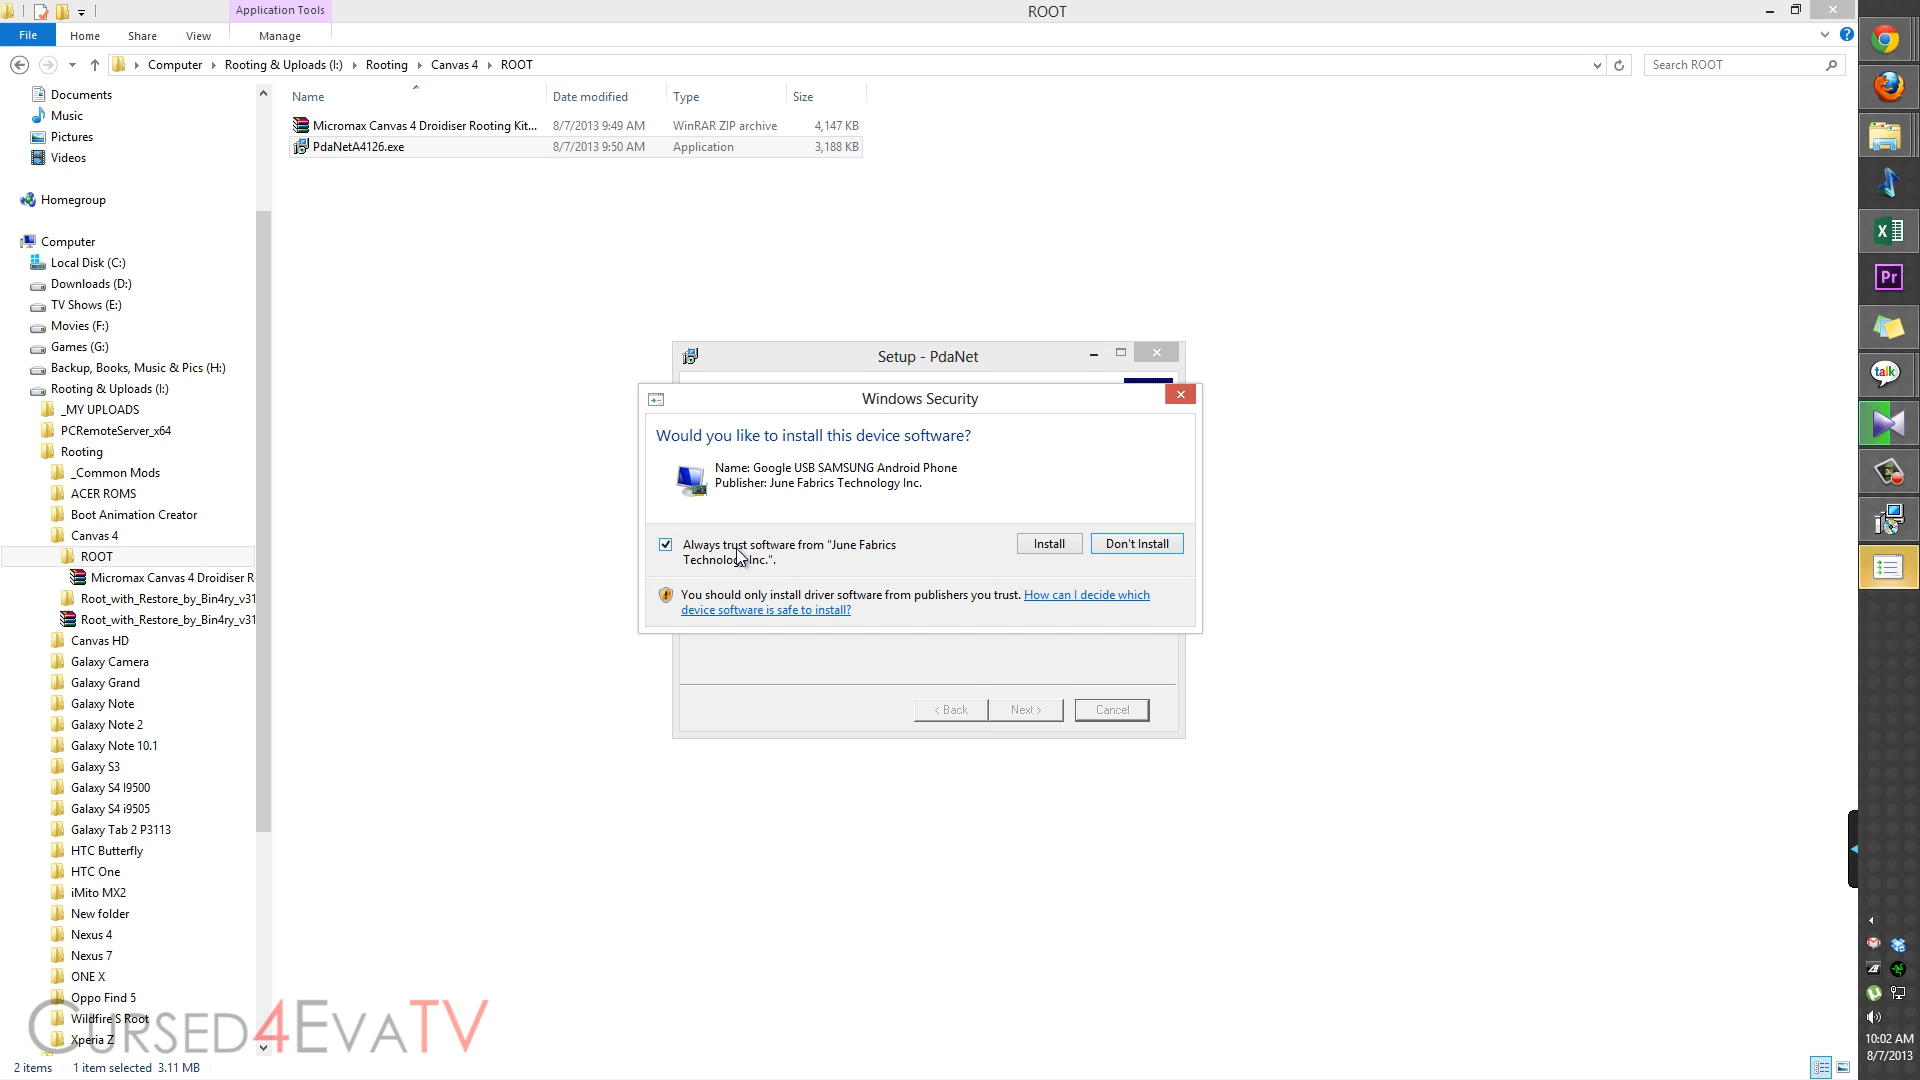 Application Tools
ROOT
File
Home
Share
View
Manage
Computer
Rooting & Uploads (I:)
Rooting
Canvas 4
ROOT
Search ROOT
Documents
Music
Pictures
Videos
Homegroup
Computer
Local Disk (C:)
Downloads (D:)
TV Shows (E:)
Movies (F:)
Games (G:)
Backup, Books, Music & Pics (H:)
Rooting & Uploads (I:)
_MY UPLOADS
PCRemoteServer_x64
Rooting
_Common Mods
ACER ROMS
Boot Animation Creator
Canvas 4
ROOT
Micromax Canvas 4 Droidiser R
Root_with_Restore_by_Bin4ry_v31
Root_with_Restore_by_Bin4ry_v31
Canvas HD
Galaxy Camera
Galaxy Grand
Galaxy Note
Galaxy Note 2
Galaxy Note 10.1
Galaxy S3
Galaxy S4 I9500
Galaxy S4 i9505
Galaxy Tab 2 P3113
HTC Butterfly
HTC One
iMito MX2
New folder
Nexus 4
Nexus 7
ONE X
Oppo Find 5
Wildfire S Root
Xperia Z
CURSED4EVATV
2 items 1 item selected 3.11 MB
Name Date modified Type Size
Micromax Canvas 4 Droidiser Rooting Kit... 8/7/2013 9:49 AM WinRAR ZIP archive 4,147 KB
PdaNetA4126.exe 8/7/2013 9:50 AM Application 3,188 KB
Setup - PdaNet
Windows Security
Would you like to install this device software?
Name: Google USB SAMSUNG Android Phone
Publisher: June Fabrics Technology Inc.
Always trust software from "June Fabrics
Technology Inc.".
Install
Don't Install
You should only install driver software from publishers you trust. How can I decide which
device software is safe to install?
< Back
Next >
Cancel
Pr
talk
10:02 AM
8/7/2013